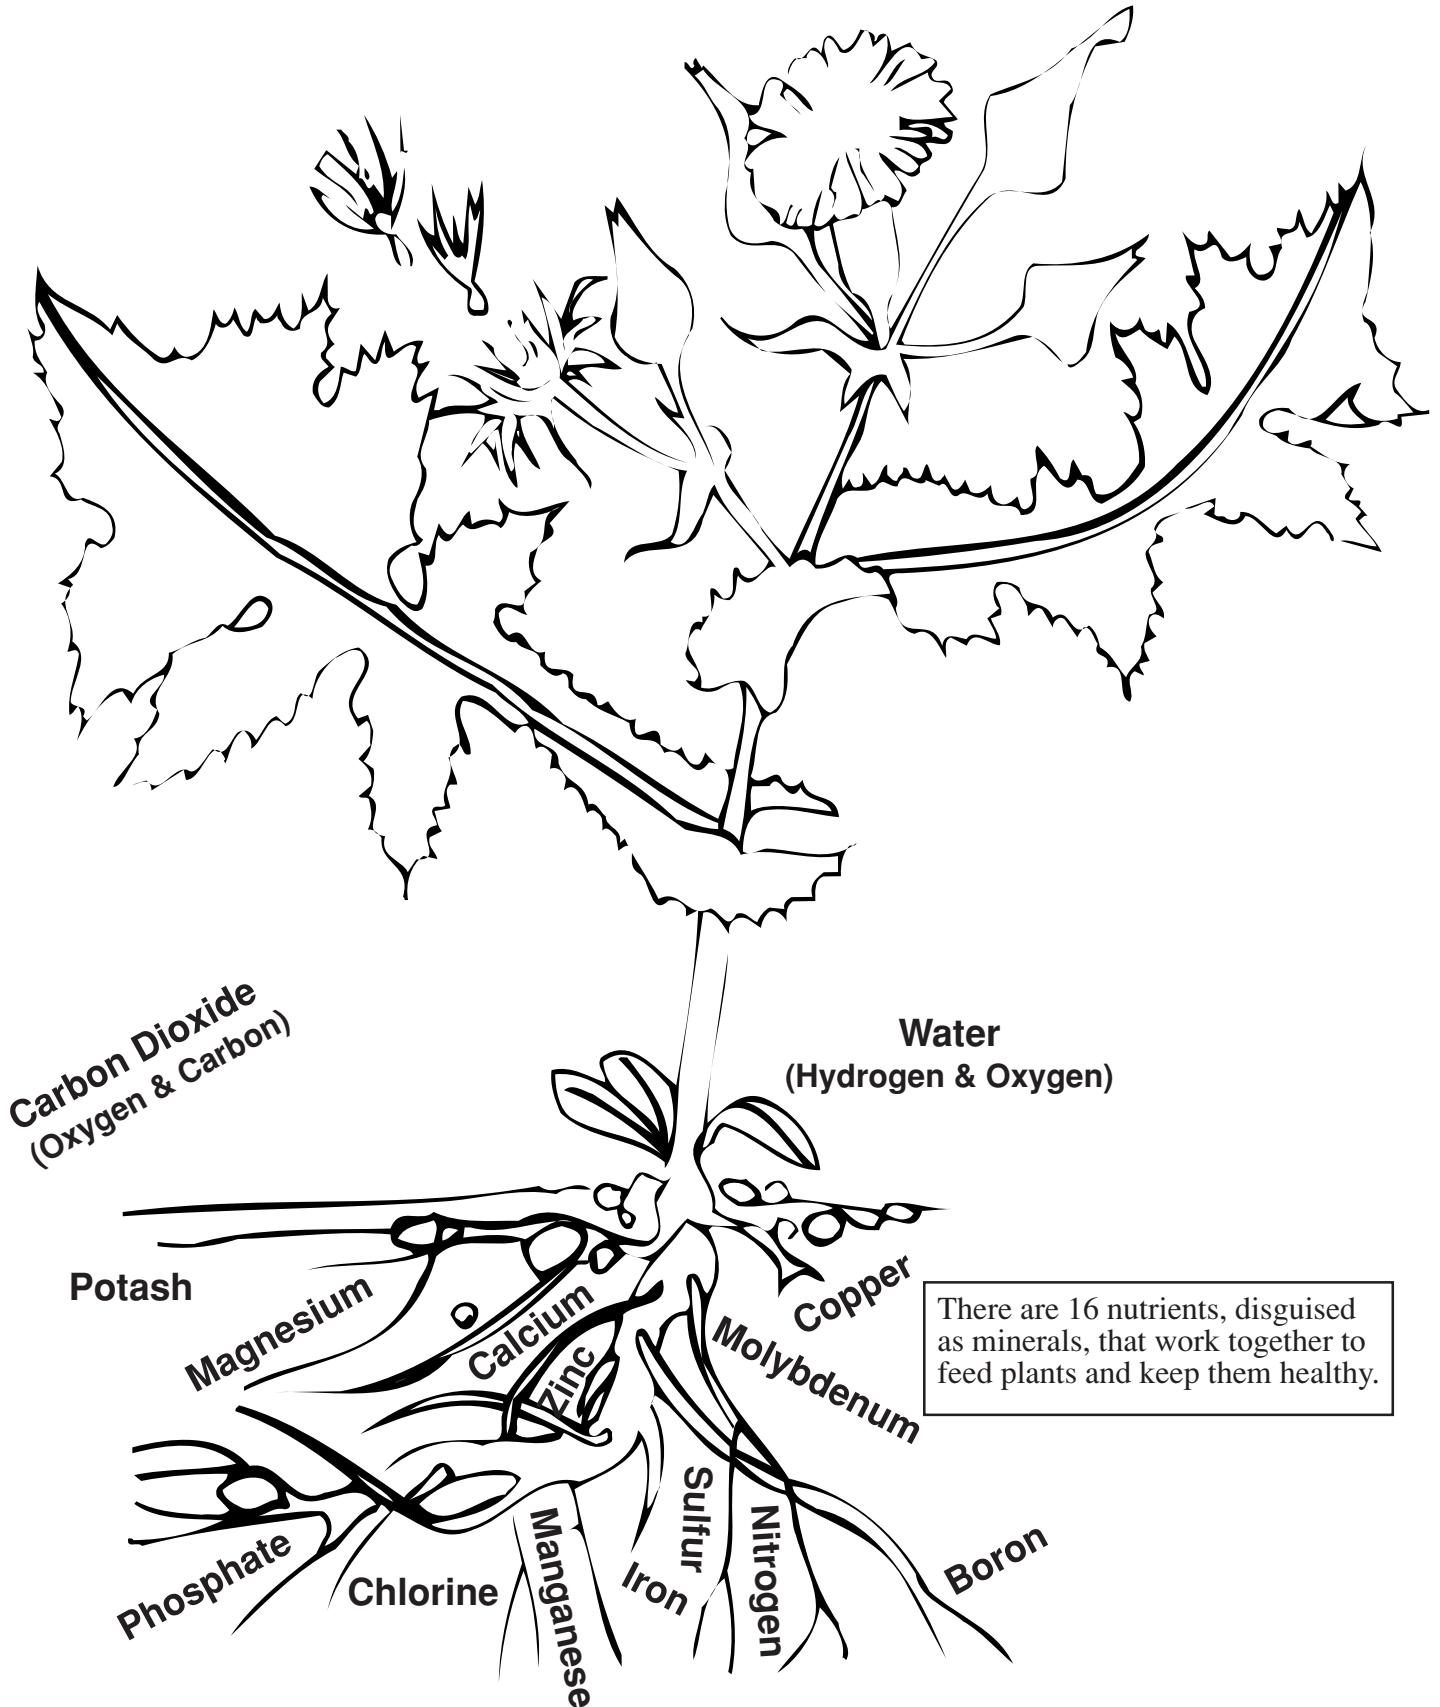 Carbon Dioxide
(Oxygen & Carbon)
Water
(Hydrogen & Oxygen)
Potash
Magnesium
Calcium
Zinc
Copper
Molybdenum
There are 16 nutrients, disguised
as minerals, that work together to
feed plants and keep them healthy.
Phosphate
Chlorine
Manganese
Iron
Sulfur
Nitrogen
Boron